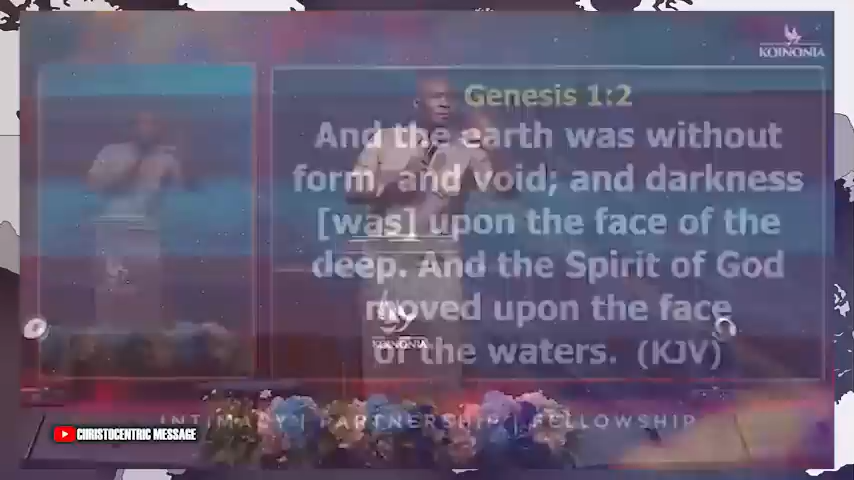 KOINONIA
Genesis 1:2
And the earth was without
form, and void; and darkness
[was] upon the face of the
deep. And the Spirit of God
moved upon the face
of the waters. (KJV)
KOINONIA
INTIMACY | PARTNERSHIP | FELLOWSHIP
CHRISTOCENTRIC MESSAGE